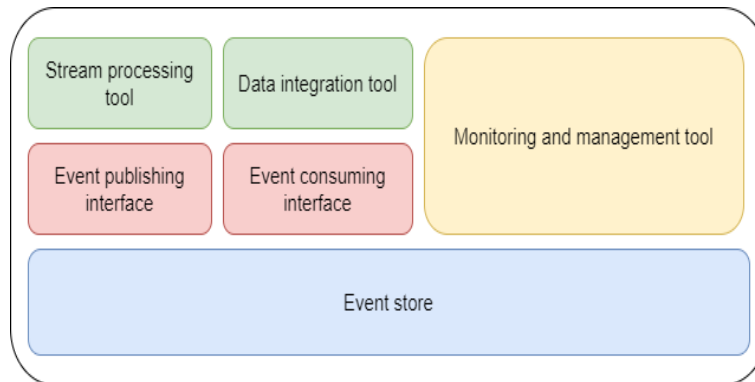 Stream processing
tool
Data integration tool
Monitoring and management tool
Event publishing
interface
Event consuming
interface
Event store